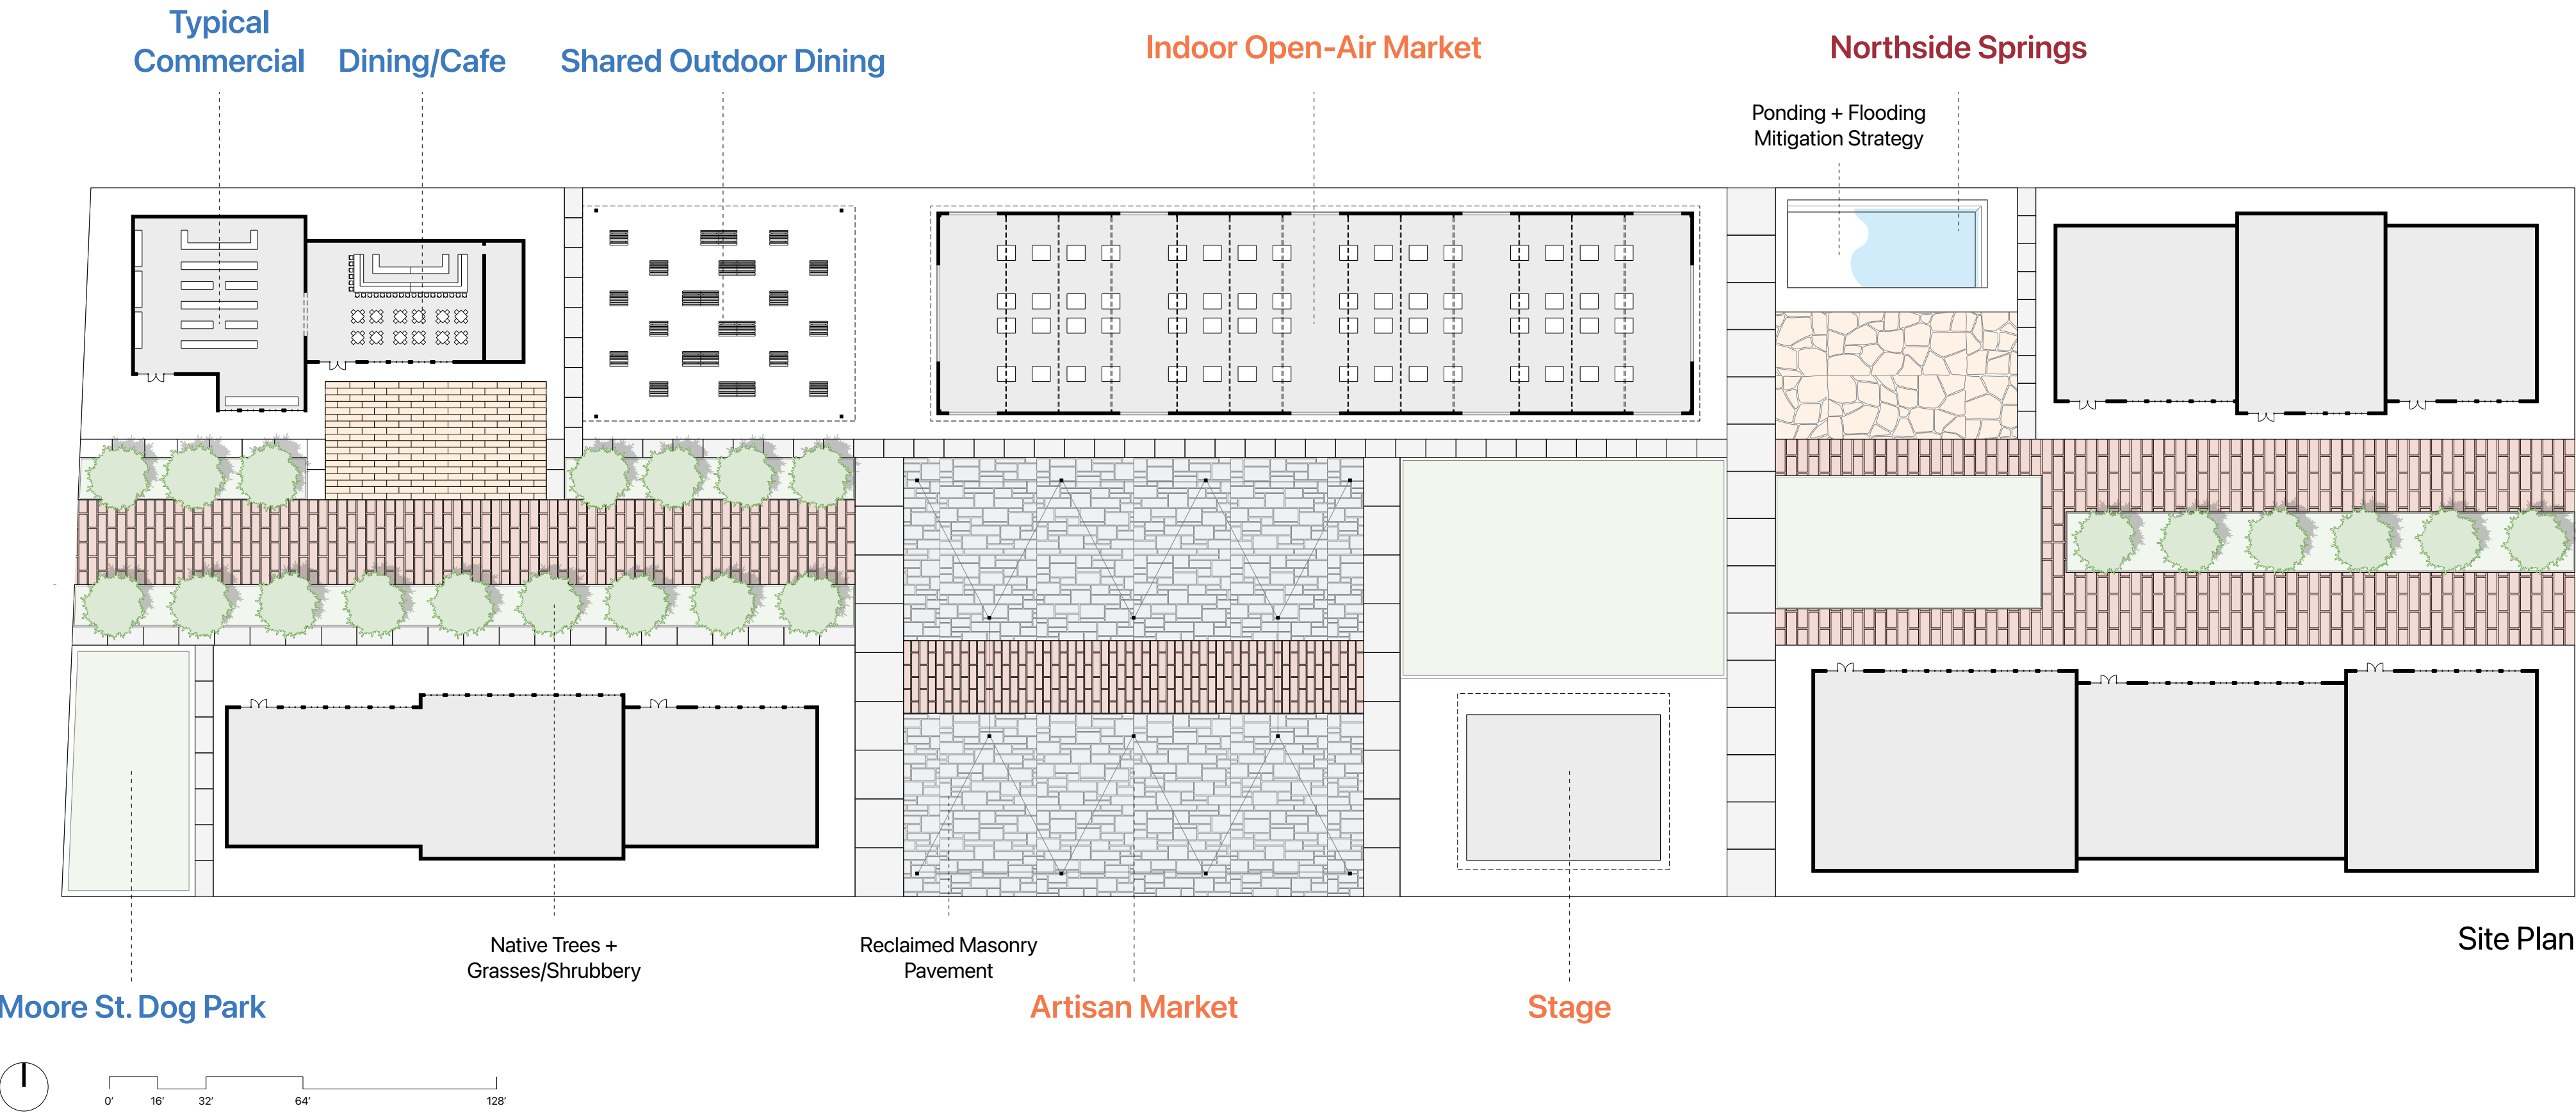 Typical
Commercial
Dining/Cafe
Shared Outdoor Dining
Indoor Open-Air Market
Northside Springs
Ponding + Flooding
Mitigation Strategy
Native Trees +
Grasses/Shrubbery
Reclaimed Masonry
Pavement
Site Plan
Moore St. Dog Park
Artisan Market
Stage
0' 16' 32' 64' 128'